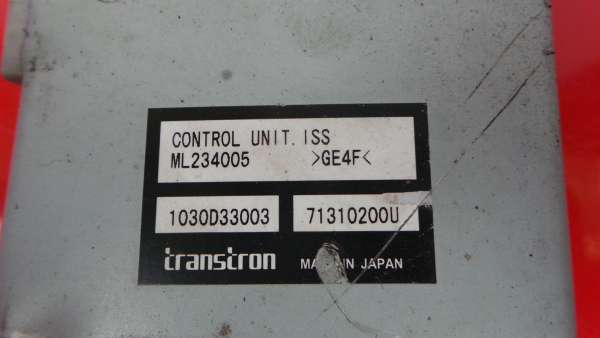 CONTROL UNIT. ISS
ML234005 >GE4F<
1030D33003 71310200U
transtron IN JAPAN